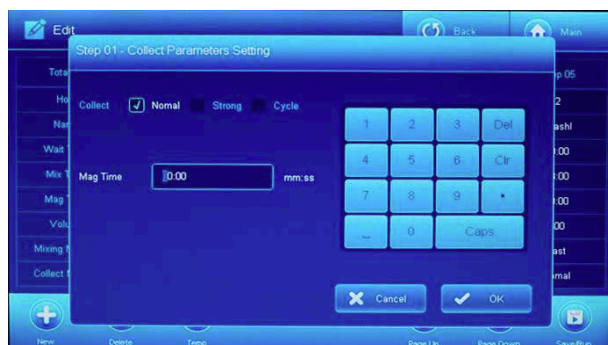 Edit
Back
Main
Step 01 - Collect Parameters Setting
Collect Nomal Strong Cycle
Mag Time 0:00 mm:ss
1 2 3 Del
4 5 6 Clr
7 8 9 .
_ 0 Caps
Cancel OK
Tota
p 05
Ho
2
Na
ashl
Wait
:00
Mix T
:00
Mag
:00
Volu
00
Mixing
ast
Collect
mal
New Delete Temp Page Up Page Down Save/Run